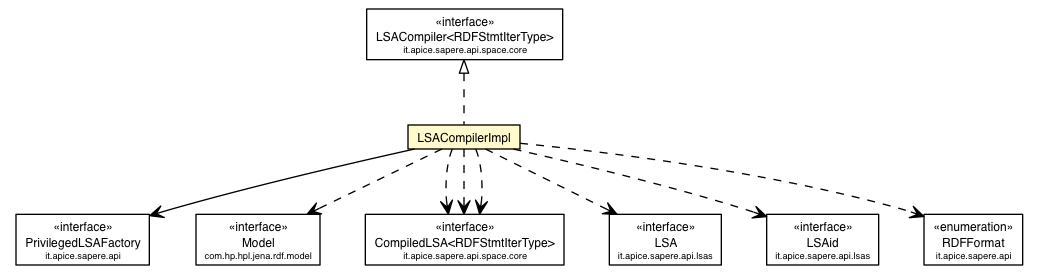 «interface»
LSACompiler<RDFStmtIterType>
it.apice.sapere.api.space.core
LSACompilerImpl
«interface»
PrivilegedLSAFactory
it.apice.sapere.api
«interface»
Model
com.hp.hpl.jena.rdf.model
«interface»
CompiledLSA<RDFStmtIterType>
it.apice.sapere.api.space.core
«interface»
LSA
it.apice.sapere.api.lsas
«interface»
LSAid
it.apice.sapere.api.lsas
«enumeration»
RDFFormat
it.apice.sapere.api